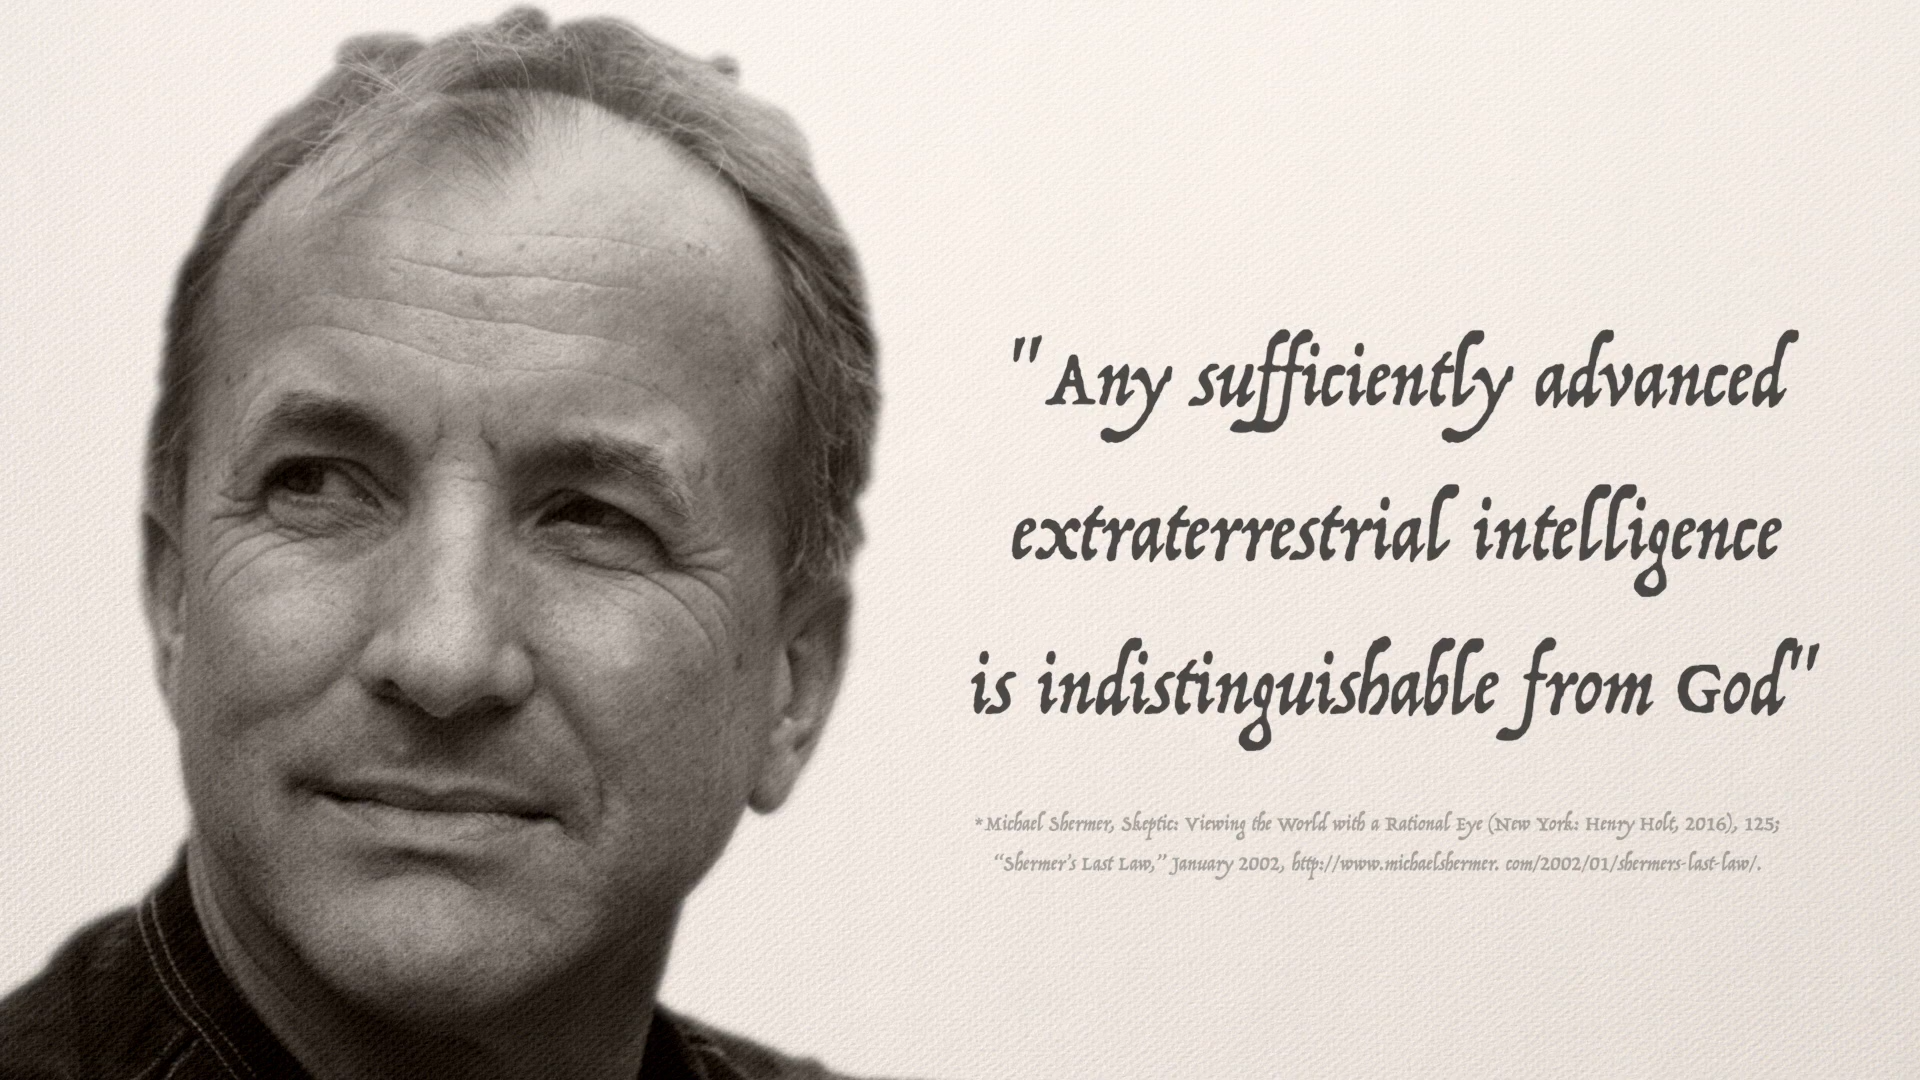 "Any sufficiently advanced
extraterrestrial intelligence
is indistinguishable from God"
*Michael Shermer, Skeptic: Viewing the World with a Rational Eye (New York: Henry Holt, 2016), 125;
“Shermer’s Last Law,” January 2002, http://www.michaelshermer. com/2002/01/shermers-last-law/.